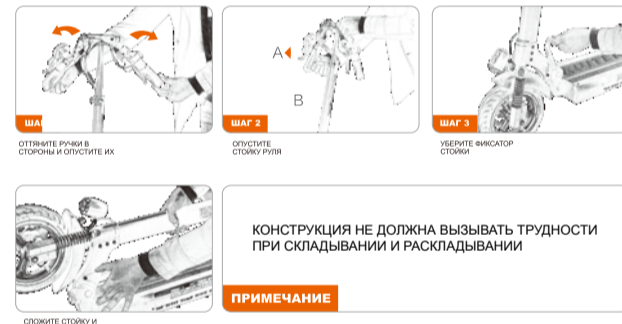 A
B
ША
ШАГ 2
ШАГ 3
ОТТЯНИТЕ РУЧКИ В
СТОРОНЫ И ОПУСТИТЕ ИХ
ОПУСТИТЕ
СТОЙКУ РУЛЯ
УБЕРИТЕ ФИКСАТОР
СТОЙКИ
КОНСТРУКЦИЯ НЕ ДОЛЖНА ВЫЗЫВАТЬ ТРУДНОСТИ
ПРИ СКЛАДЫВАНИИ И РАСКЛАДЫВАНИИ
ПРИМЕЧАНИЕ
СЛОЖИТЕ СТОЙКУ И